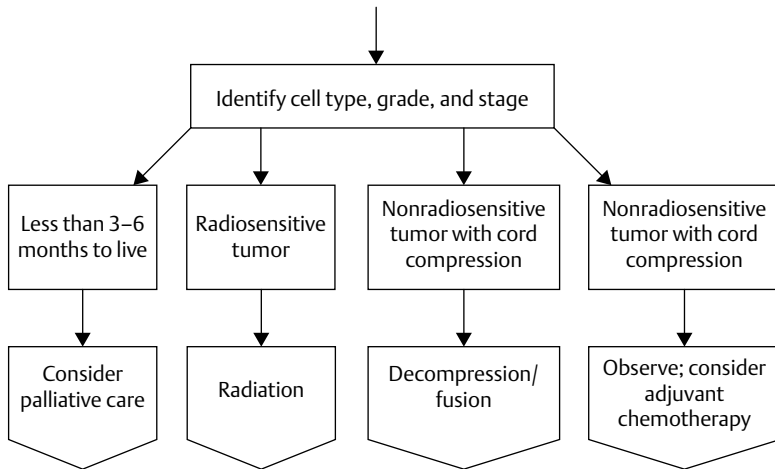 Identify cell type, grade, and stage
Less than 3–6
months to live
Radiosensitive
tumor
Nonradiosensitive
tumor with cord
compression
Nonradiosensitive
tumor with cord
compression
Consider
palliative care
Radiation
Decompression/
fusion
Observe; consider
adjuvant
chemotherapy